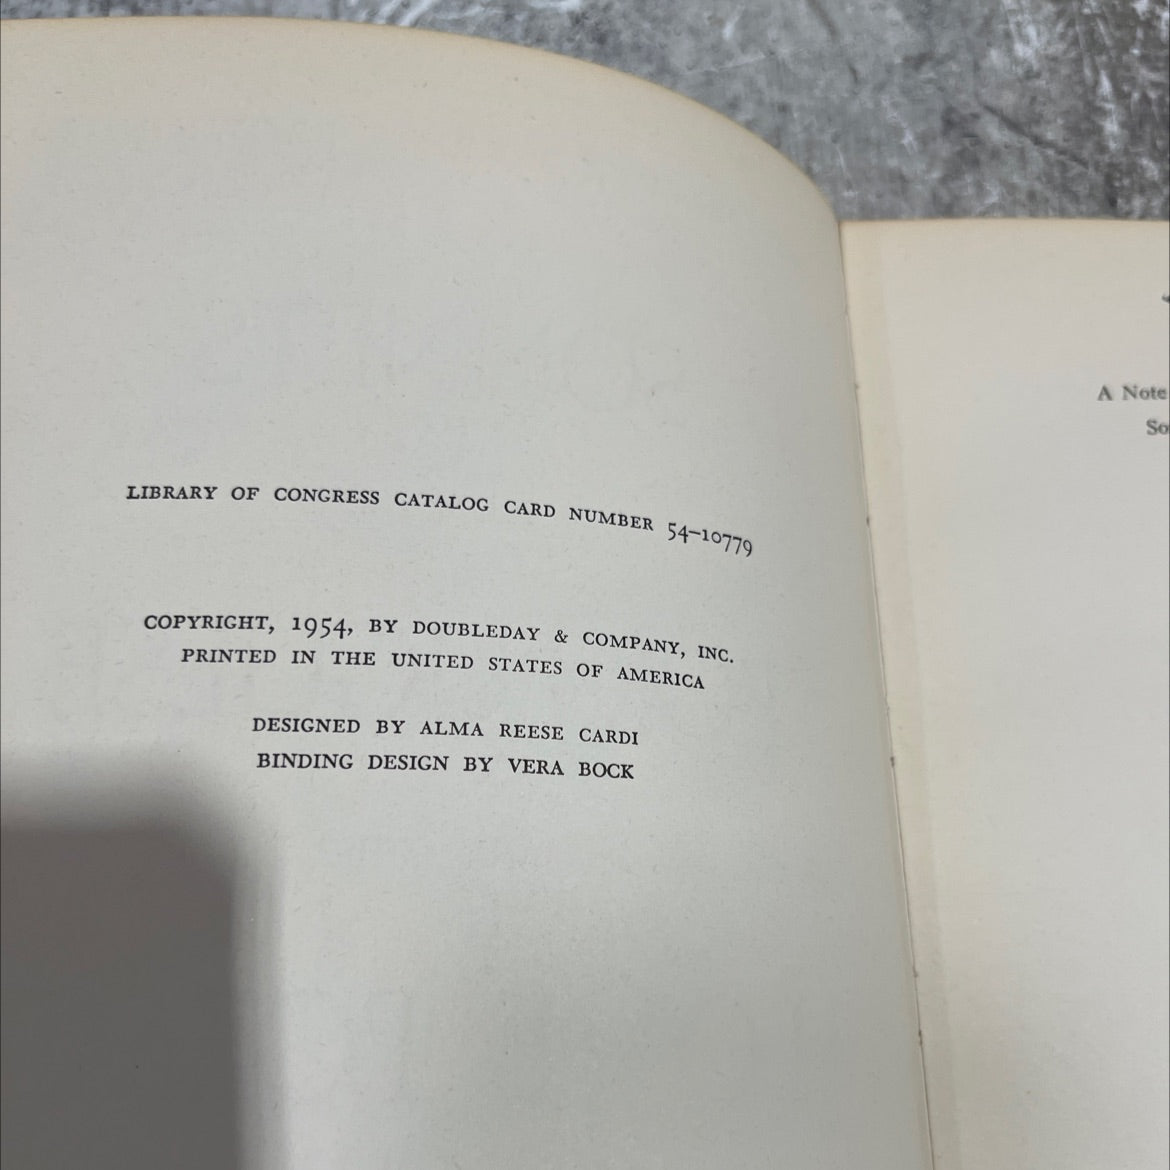 LIBRARY OF CONGRESS CATALOG CARD NUMBER 54–10779
COPYRIGHT, 1954, BY DOUBLEDAY & COMPANY, INC.
PRINTED IN THE UNITED STATES OF AMERICA
DESIGNED BY ALMA REESE CARDI
BINDING DESIGN BY VERA BOCK
A Note